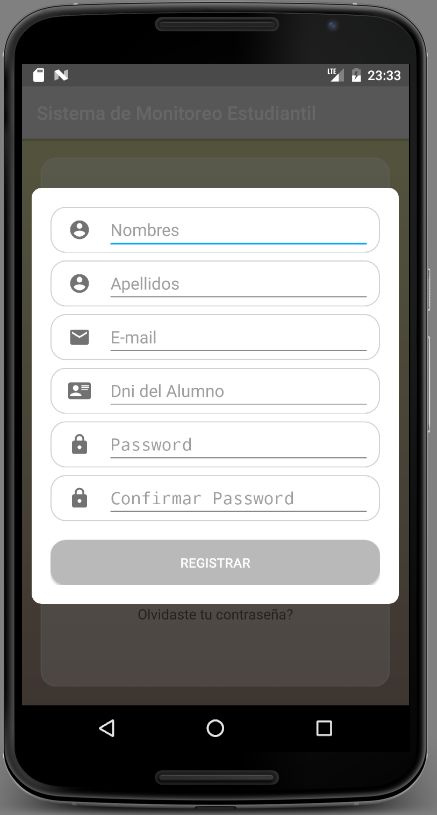 LTE 23:33
Sistema de Monitoreo Estudiantil
Nombres
Apellidos
E-mail
Dni del Alumno
Password
Confirmar Password
REGISTRAR
Olvidaste tu contraseña?